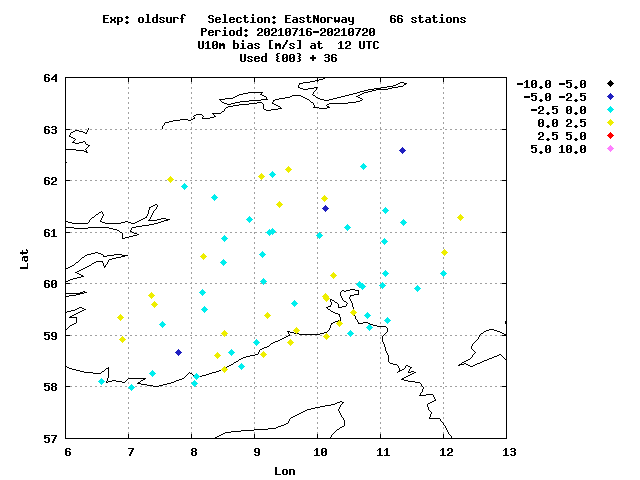 Exp: oldsurf   Selection: EastNorway     66 stations
Period: 20210716-20210720
U10m bias [m/s] at  12 UTC
Used {00} + 36
64
63
62
61
60
59
58
57
Lat
6 7 8 9 10 11 12 13
Lon
-10.0 -5.0
-5.0 -2.5
-2.5 0.0
0.0 2.5
2.5 5.0
5.0 10.0